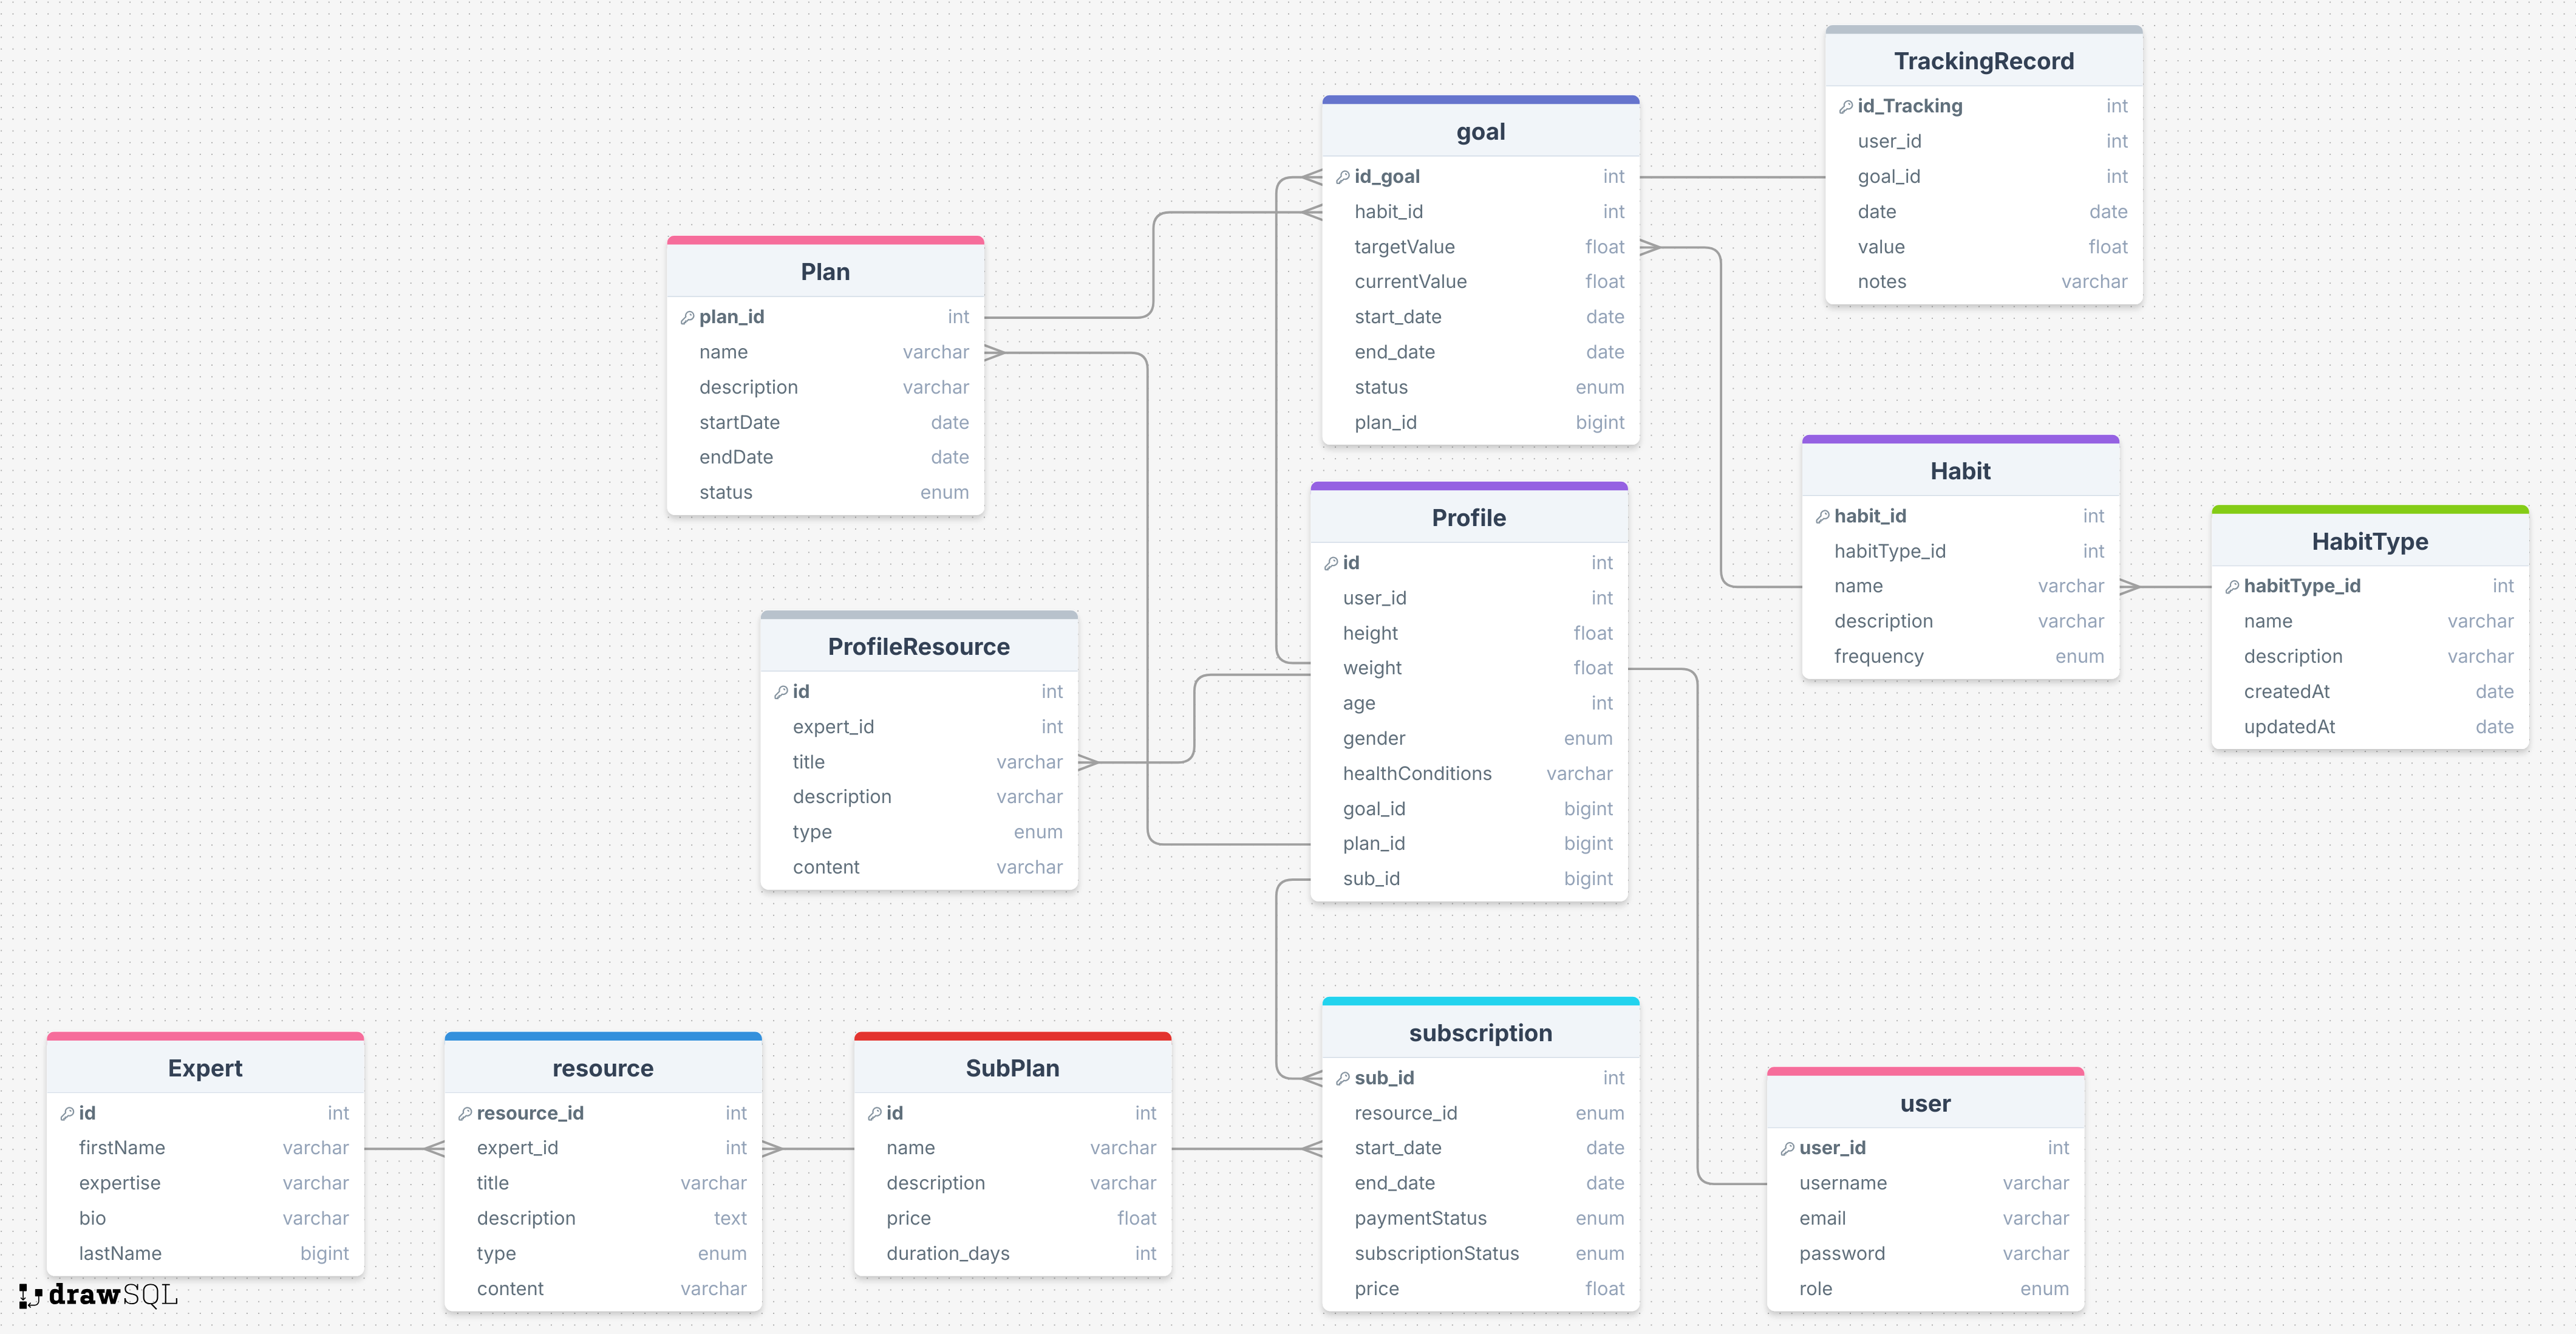 TrackingRecord
id_Tracking int
user_id int
goal_id int
date date
value float
notes varchar
goal
id_goal int
habit_id int
targetValue float
currentValue float
start_date date
end_date date
status enum
plan_id bigint
Plan
plan_id int
name varchar
description varchar
startDate date
endDate date
status enum
Habit
habit_id int
habitType_id int
name varchar
description varchar
frequency enum
HabitType
habitType_id int
name varchar
description varchar
createdAt date
updatedAt date
Profile
id int
user_id int
height float
weight float
age int
gender enum
healthConditions varchar
goal_id bigint
plan_id bigint
sub_id bigint
ProfileResource
id int
expert_id int
title varchar
description varchar
type enum
content varchar
Expert
id int
firstName varchar
expertise varchar
bio varchar
lastName bigint
resource
resource_id int
expert_id int
title varchar
description text
type enum
content varchar
SubPlan
id int
name varchar
description varchar
price float
duration_days int
subscription
sub_id int
resource_id enum
start_date date
end_date date
paymentStatus enum
subscriptionStatus enum
price float
user
user_id int
username varchar
email varchar
password varchar
role enum
drawSQL